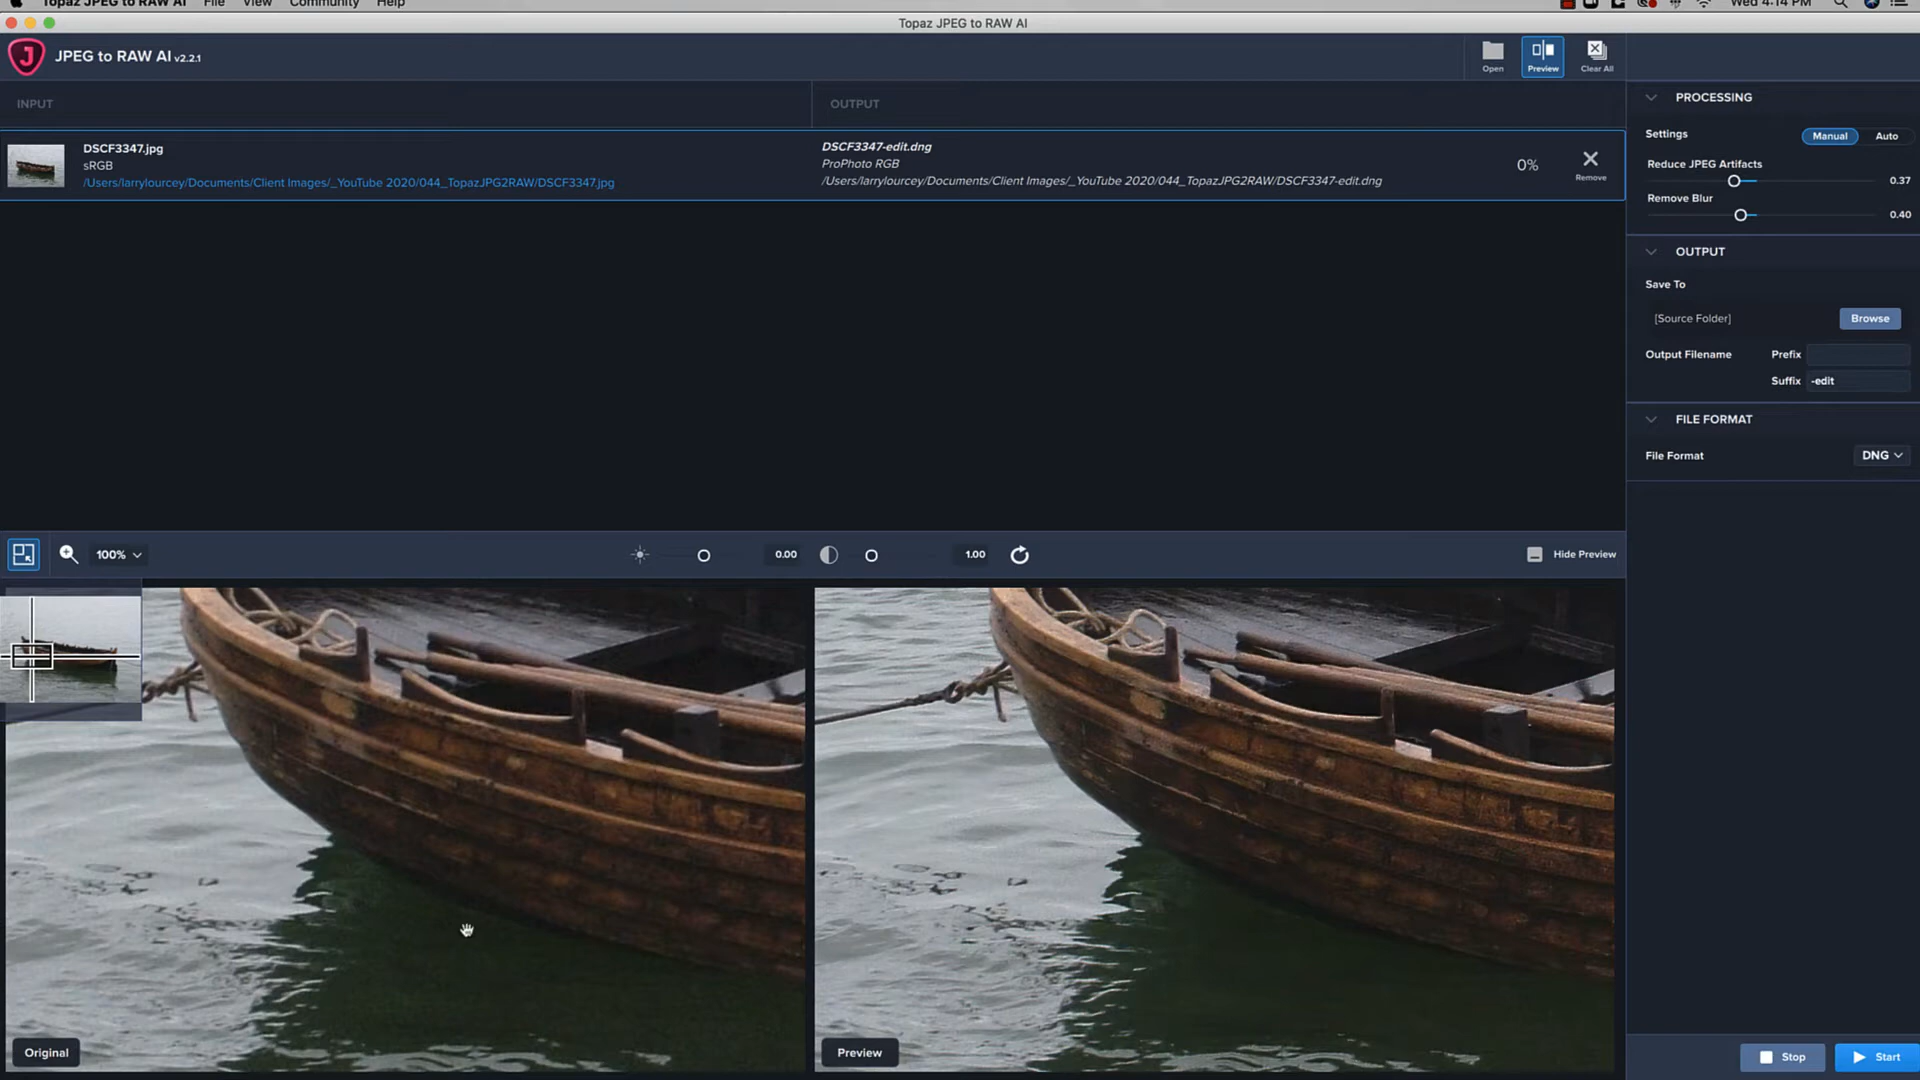 Topaz JPEG to RAW AI File View Community Help Wed 4:14 PM
Topaz JPEG to RAW AI
JPEG to RAW AI v2.2.1
Open Preview Clear All
INPUT OUTPUT
DSCF3347.jpg
sRGB
/Users/larrylourcey/Documents/Client Images/_YouTube 2020/044_TopazJPG2RAW/DSCF3347.jpg
DSCF3347-edit.dng
ProPhoto RGB
/Users/larrylourcey/Documents/Client Images/_YouTube 2020/044_TopazJPG2RAW/DSCF3347-edit.dng
0%
Remove
PROCESSING
Settings Manual Auto
Reduce JPEG Artifacts
0.37
Remove Blur
0.40
OUTPUT
Save To
[Source Folder] Browse
Output Filename Prefix
Suffix -edit
FILE FORMAT
File Format DNG
100% 0.00 1.00 Hide Preview
Original Preview
Stop Start